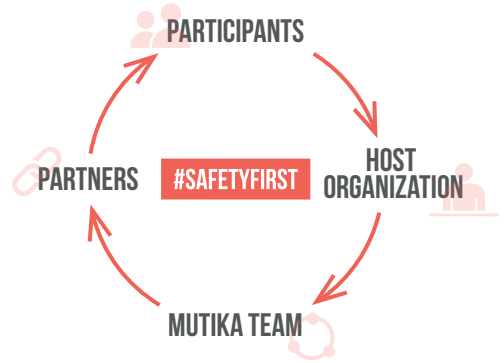 PARTICIPANTS
PARTNERS
#SAFETYFIRST
HOST
ORGANIZATION
MUTIKA TEAM